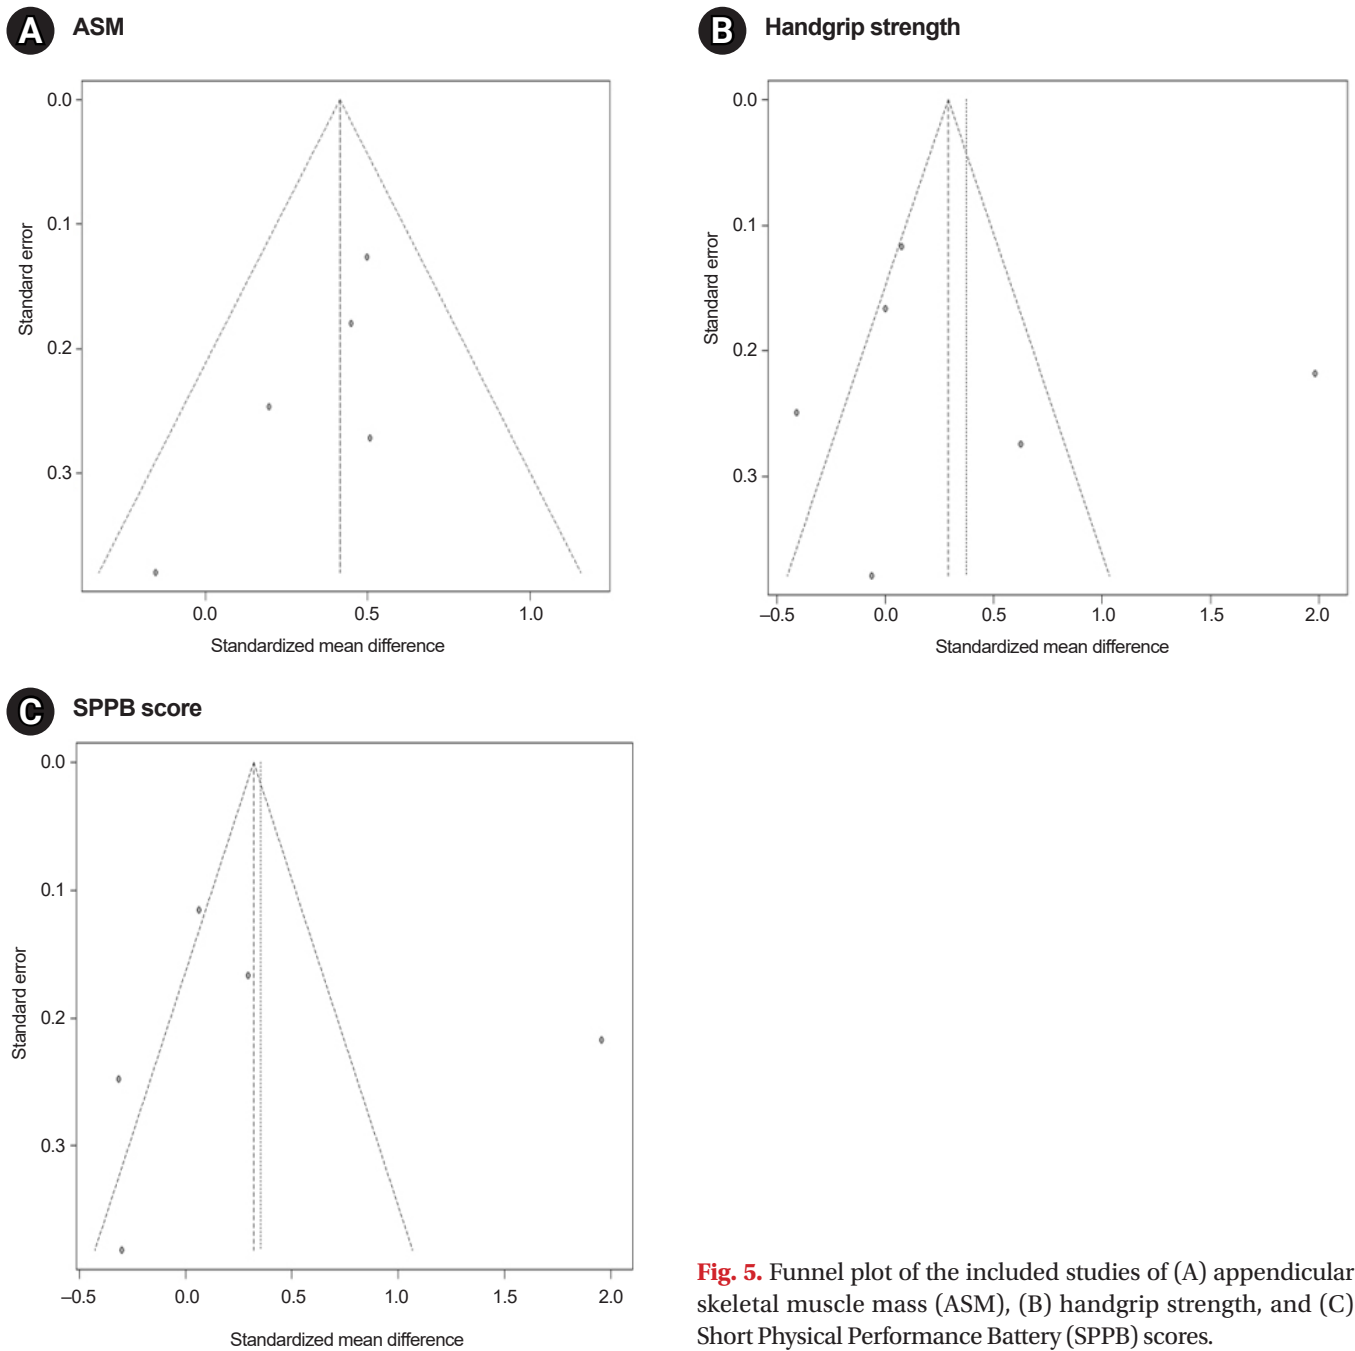 A ASM
0.0
0.1
0.2
0.3
Standard error
0.0 0.5 1.0
Standardized mean difference
B Handgrip strength
0.0
0.1
0.2
0.3
Standard error
–0.5 0.0 0.5 1.0 1.5 2.0
Standardized mean difference
C SPPB score
0.0
0.1
0.2
0.3
Standard error
–0.5 0.0 0.5 1.0 1.5 2.0
Standardized mean difference
Fig. 5. Funnel plot of the included studies of (A) appendicular
skeletal muscle mass (ASM), (B) handgrip strength, and (C)
Short Physical Performance Battery (SPPB) scores.